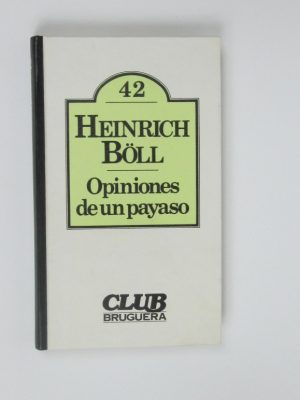 42
HEINRICH
BÖLL
Opiniones
de un payaso
CLUB
BRUGUERA